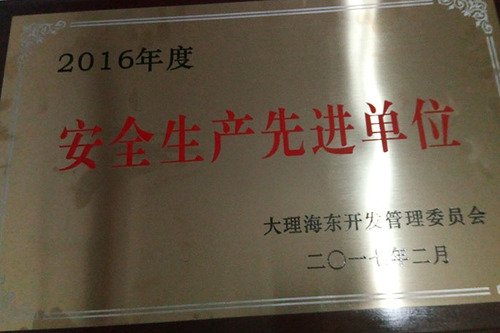 2016年度
安全生产先进单位
大理海东开发管理委员会
二〇一七年二月